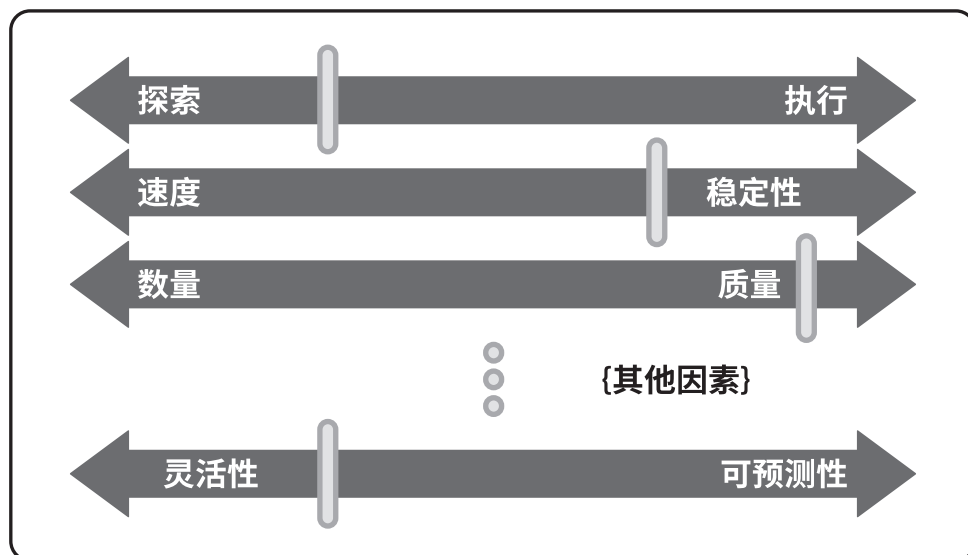 探索 执行
速度 稳定性
数量 质量
{其他因素}
灵活性 可预测性